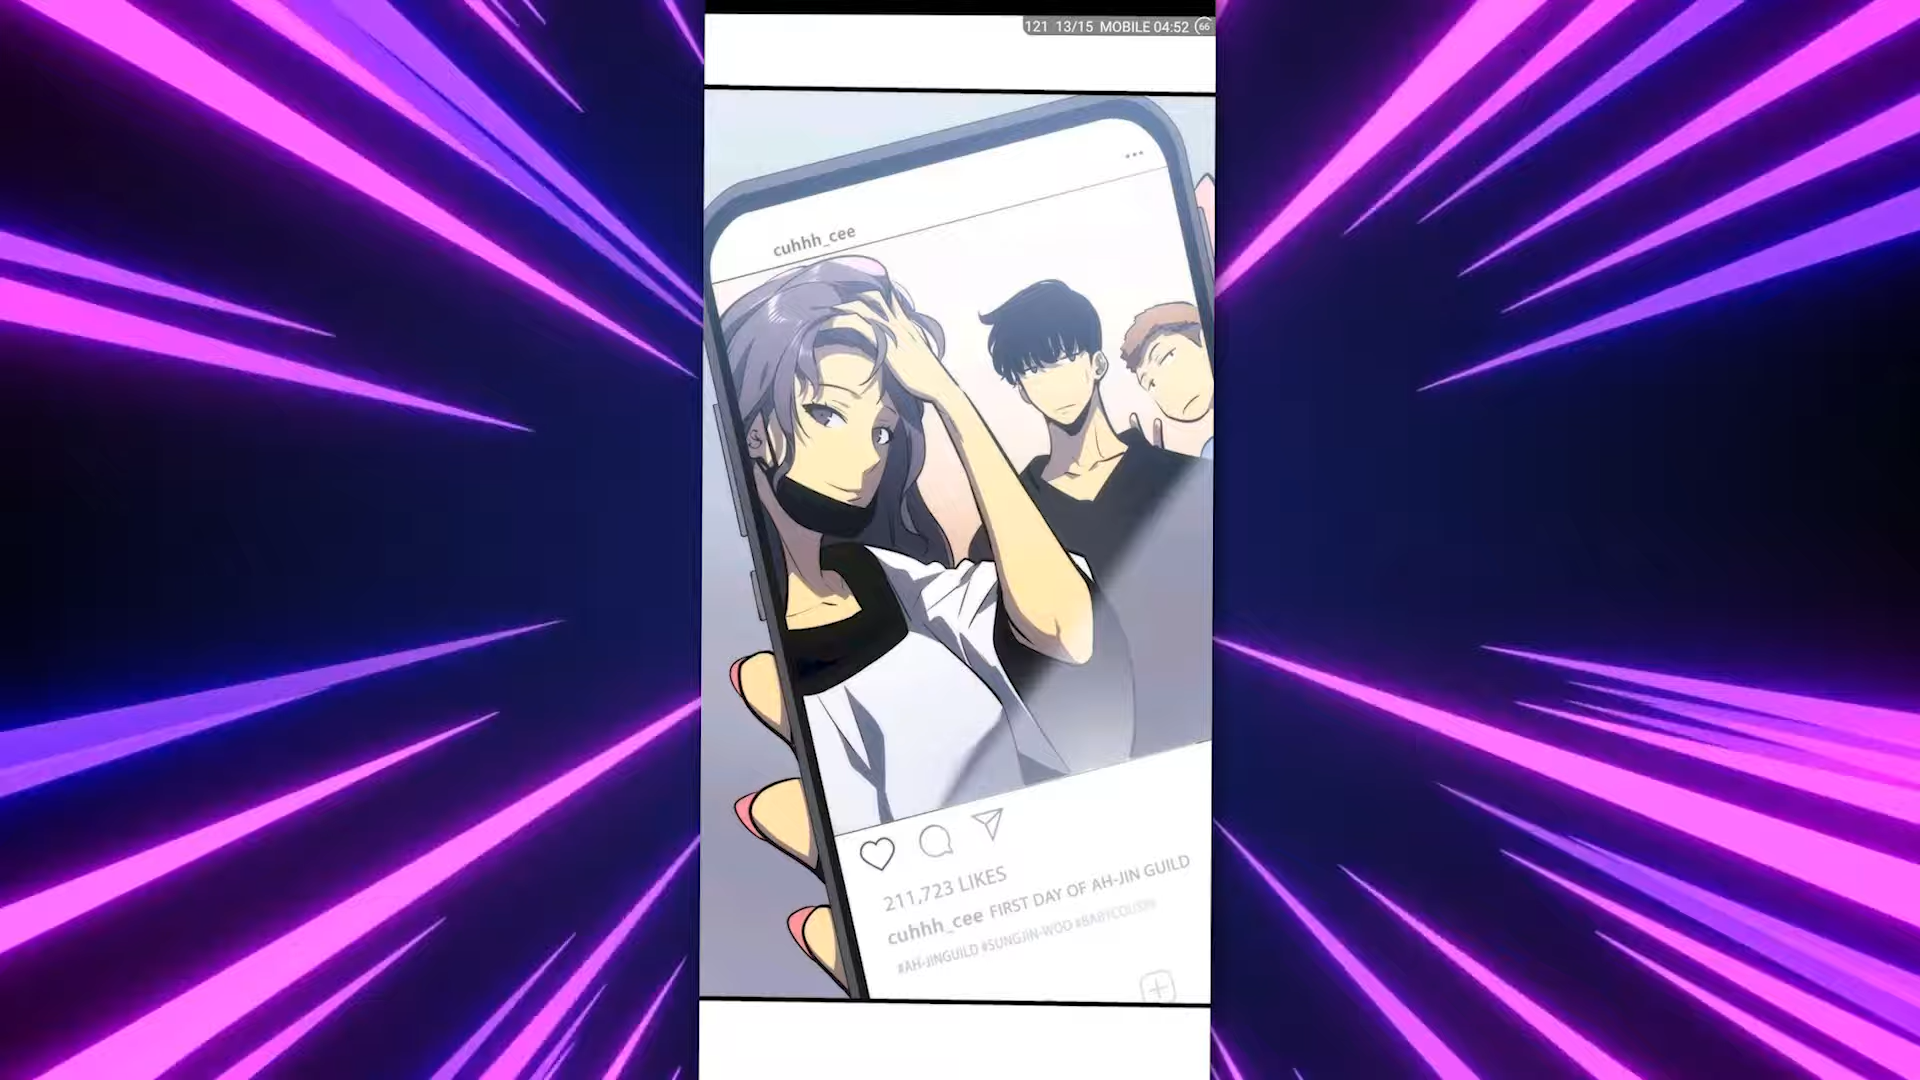 121 13/15 MOBILE 04:52 66
cuhhh_cee
211,723 LIKES
cuhhh_cee FIRST DAY OF AH-JIN GUILD
#AH-JINGUILD #SUNGJIN-WOO #BABYCOUSIN